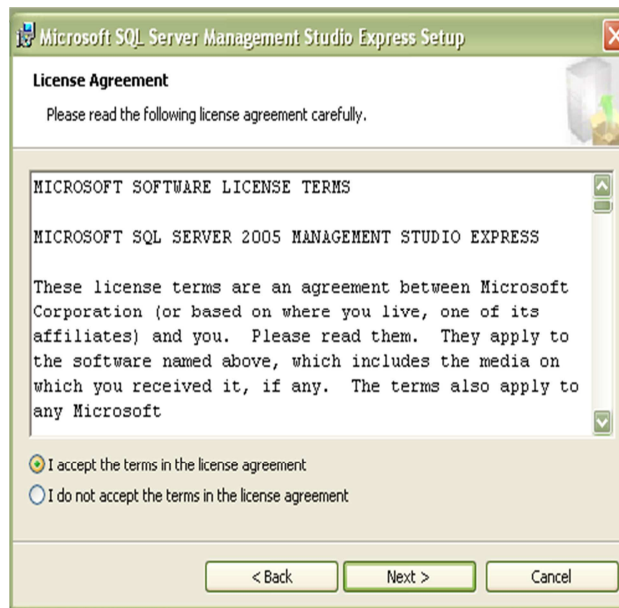 Microsoft SQL Server Management Studio Express Setup
License Agreement
Please read the following license agreement carefully.
MICROSOFT SOFTWARE LICENSE TERMS
MICROSOFT SQL SERVER 2005 MANAGEMENT STUDIO EXPRESS
These license terms are an agreement between Microsoft
Corporation (or based on where you live, one of its
affiliates) and you.  Please read them.  They apply to
the software named above, which includes the media on
which you received it, if any.  The terms also apply to
any Microsoft
I accept the terms in the license agreement
I do not accept the terms in the license agreement
< Back Next > Cancel